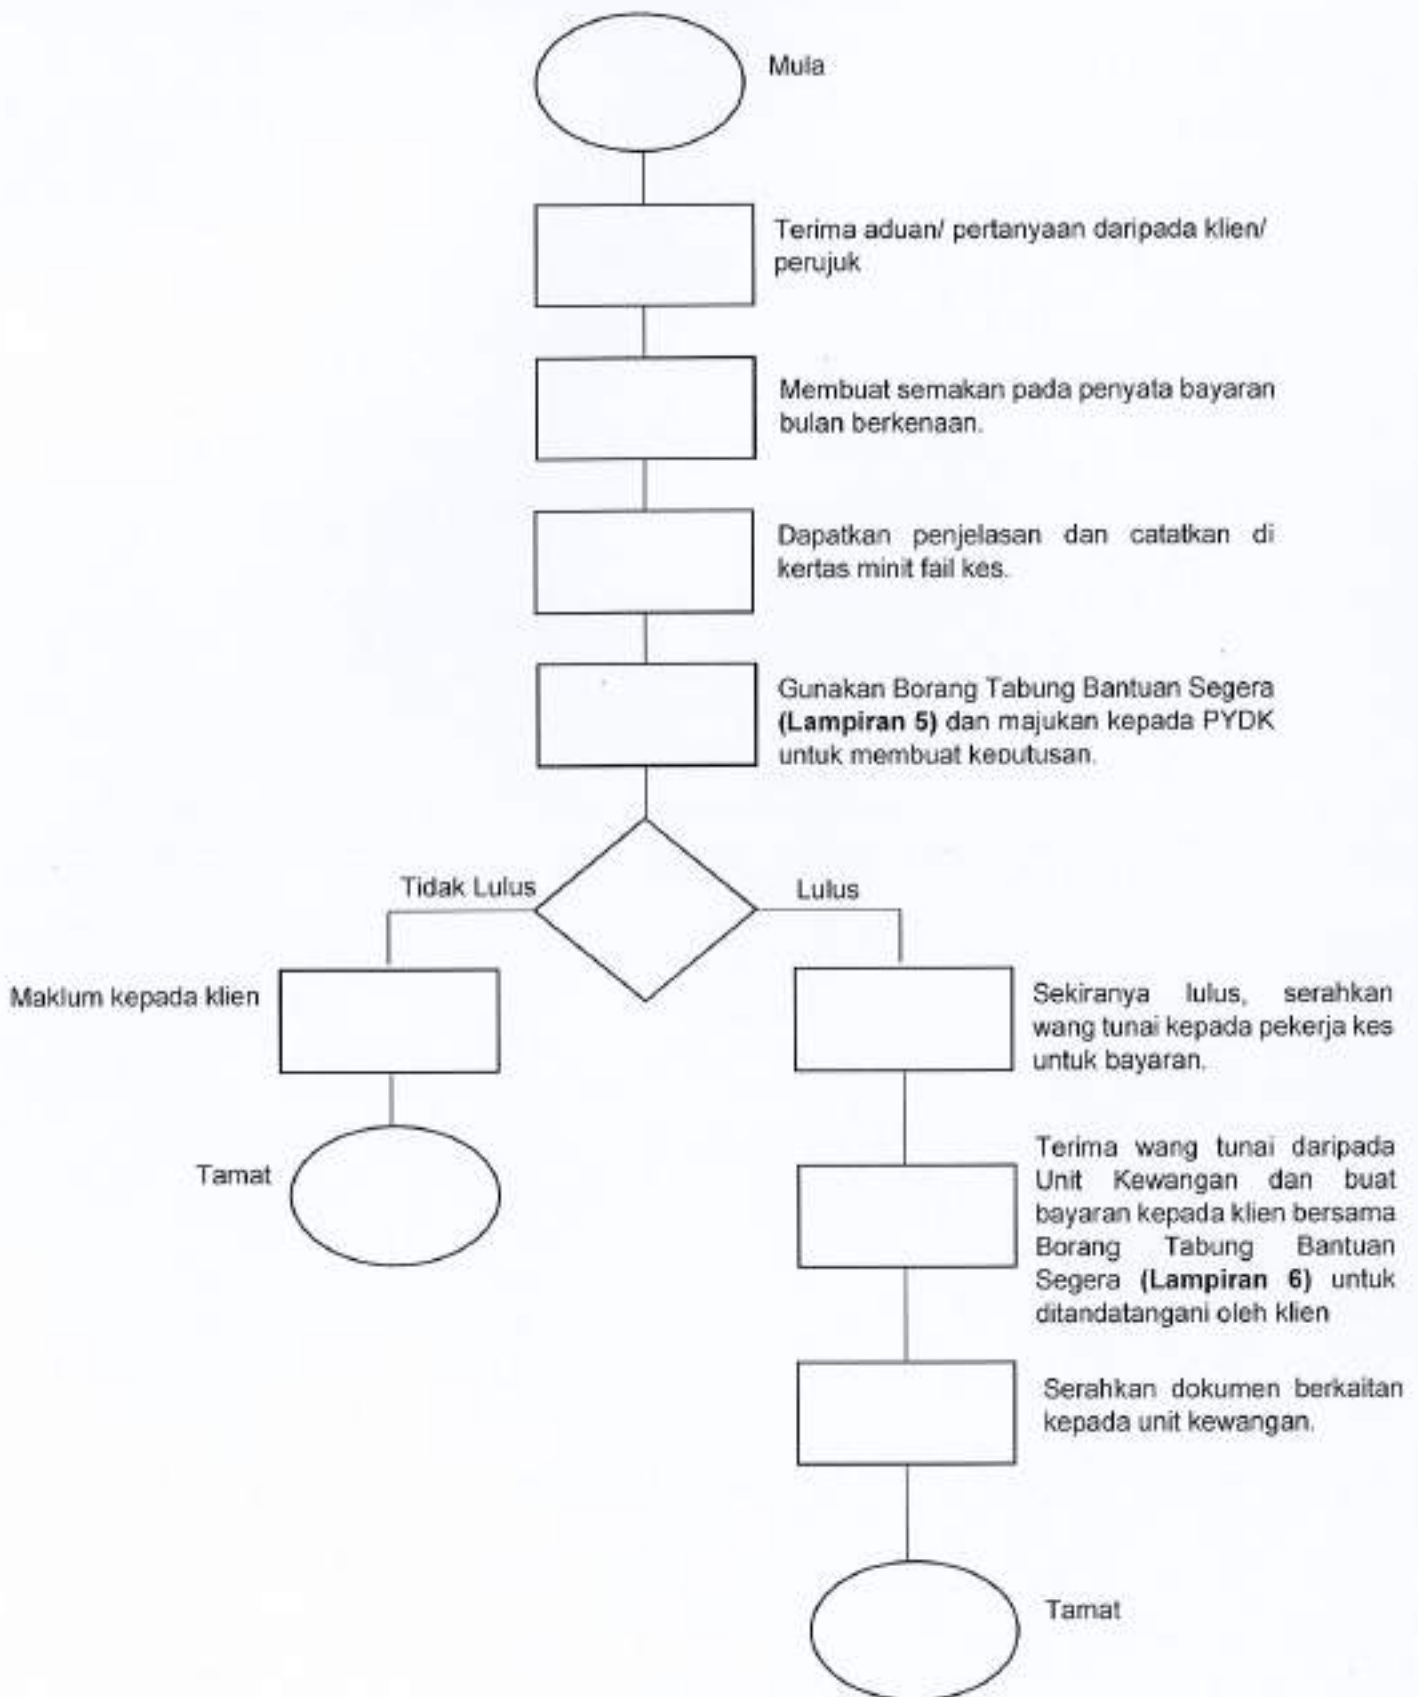 Mula
Terima aduan/ pertanyaan daripada klien/
perujuk
Membuat semakan pada penyata bayaran
bulan berkenaan.
Dapatkan penjelasan dan catatkan di
kertas minit fail kes.
Gunakan Borang Tabung Bantuan Segera
(Lampiran 5) dan majukan kepada PYDK
untuk membuat keputusan.
Tidak Lulus
Lulus
Maklum kepada klien
Sekiranya lulus, serahkan
wang tunai kepada pekerja kes
untuk bayaran.
Tamat
Terima wang tunai daripada
Unit Kewangan dan buat
bayaran kepada klien bersama
Borang Tabung Bantuan
Segera (Lampiran 6) untuk
ditandatangani oleh klien
Serahkan dokumen berkaitan
kepada unit kewangan.
Tamat